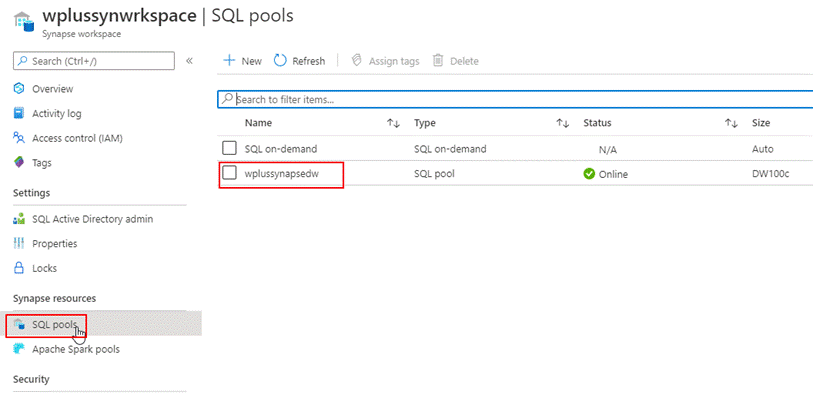 wplussynwrkspace | SQL pools
Synapse workspace
Search (Ctrl+/)
«
Overview
Activity log
Access control (IAM)
Tags
Settings
SQL Active Directory admin
Properties
Locks
Synapse resources
SQL pools
Apache Spark pools
Security
New Refresh Assign tags Delete
Search to filter items...
Name Type Status Size
SQL on-demand SQL on-demand N/A Auto
wplussynapsedw SQL pool Online DW100c